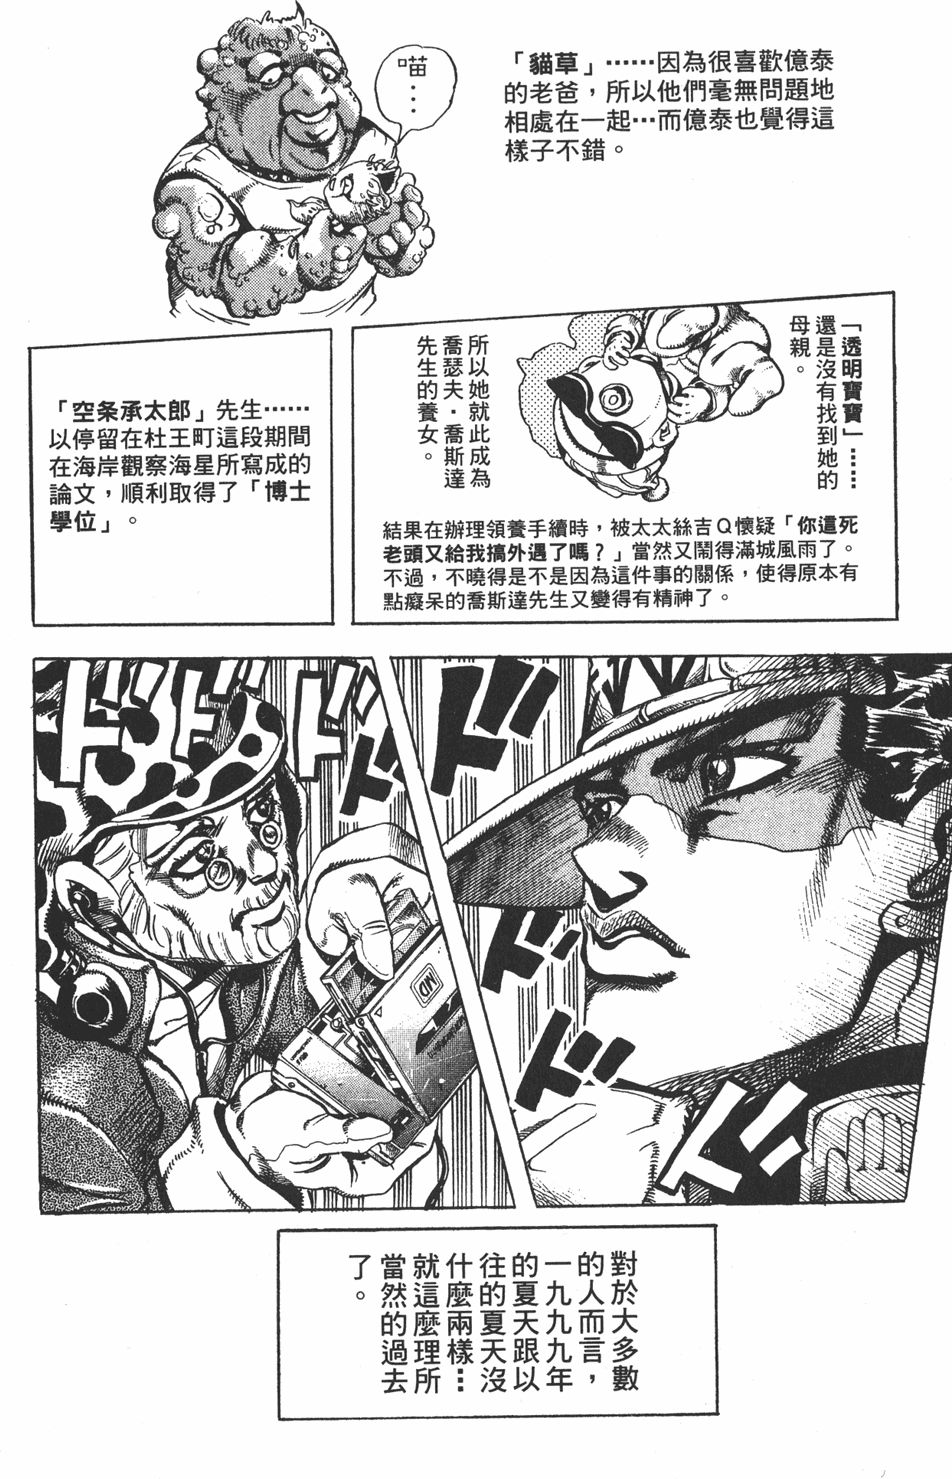 喵⋯
「貓草」⋯⋯因為很喜歡億泰
的老爸，所以他們毫無問題地
相處在一起⋯而億泰也覺得這
樣子不錯。
「透明寶寶」⋯⋯
還是沒有找到她的
母親。
所以她就此成為
喬瑟夫・喬斯達
先生的養女。
結果在辦理領養手續時，被太太絲吉Q懷疑「你這死
老頭又給我搞外遇了嗎？」當然又鬧得滿城風雨了。
不過，不曉得是不是因為這件事的關係，使得原本有
點癡呆的喬斯達先生又變得有精神了。
「空条承太郎」先生⋯⋯
以停留在杜王町這段期間
在海岸觀察海星所寫成的
論文，順利取得了「博士
學位」。
ドドド
ドド
ドドド
MD
對於大多數
的人而言，
一九九九年
的夏天跟以
往的夏天沒
什麼兩樣⋯
就這麼理所
當然的過去
了。